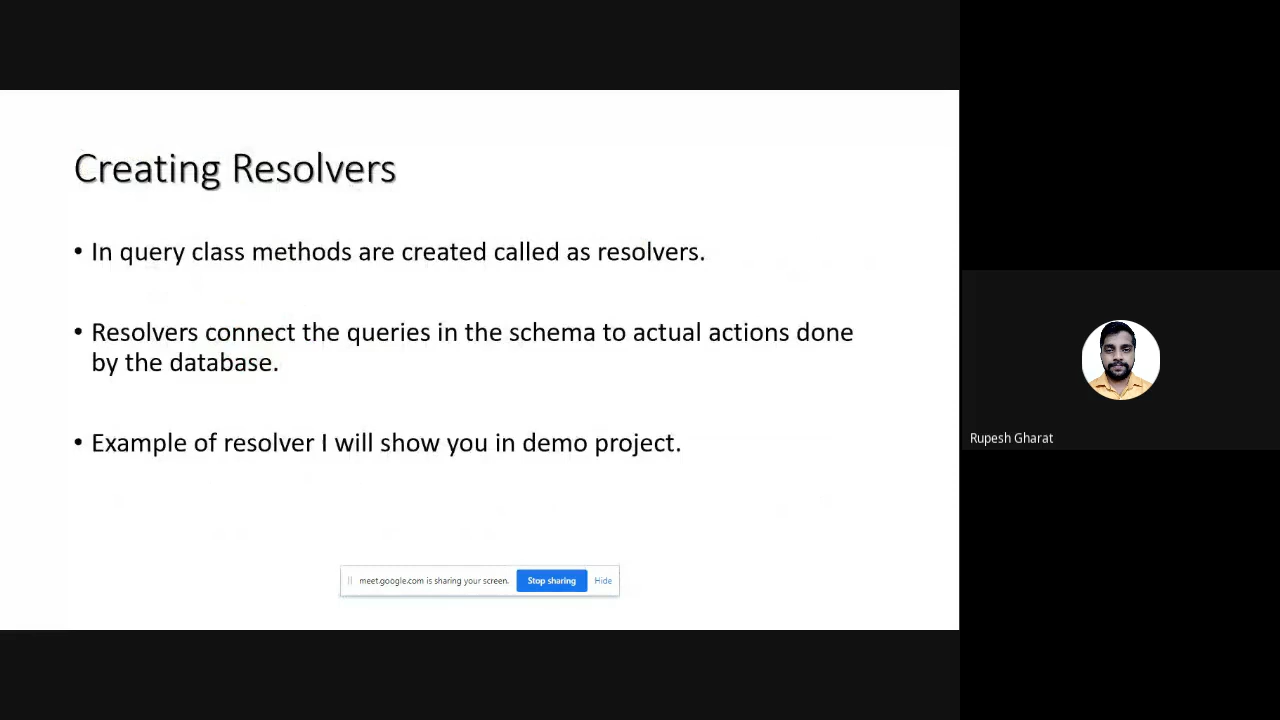 Creating Resolvers
• In query class methods are created called as resolvers.
• Resolvers connect the queries in the schema to actual actions done
by the database.
• Example of resolver I will show you in demo project.
meet.google.com is sharing your screen. Stop sharing Hide
Rupesh Gharat